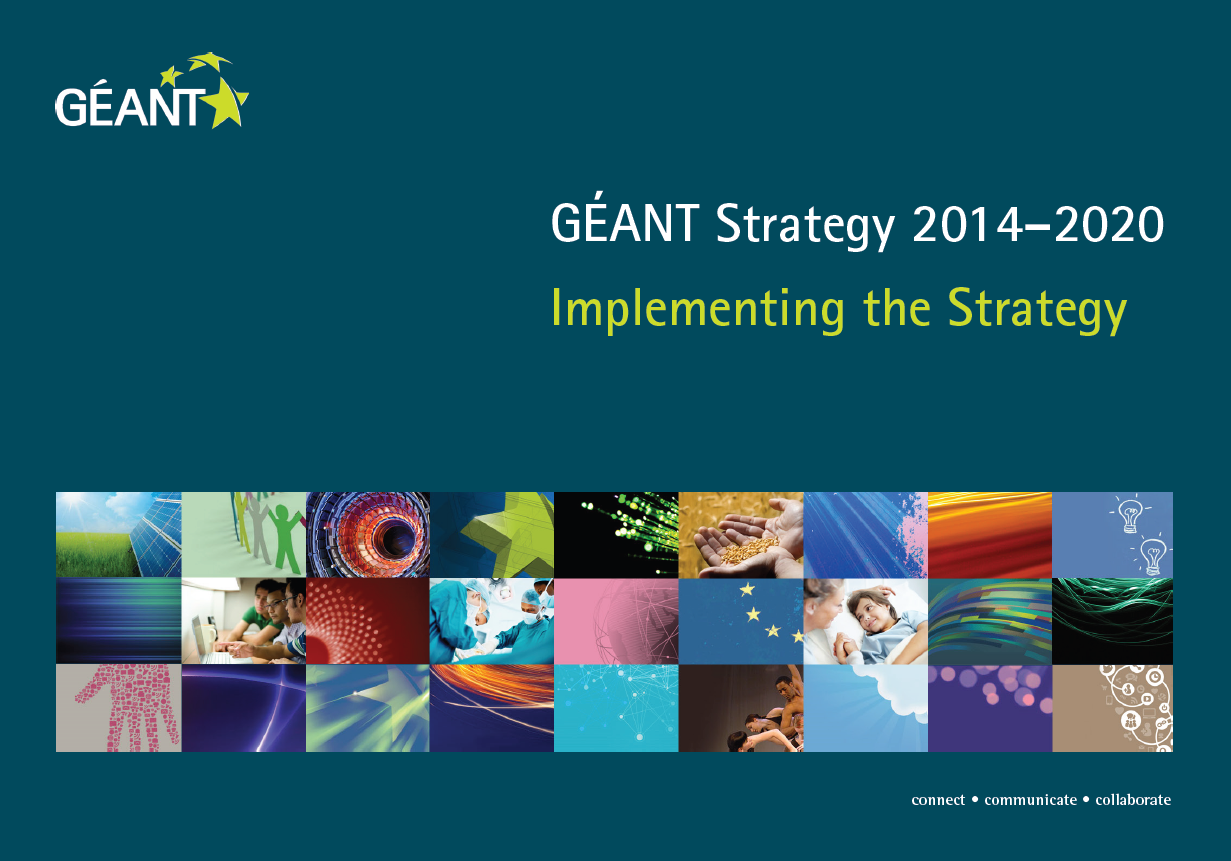 GÉANT
GÉANT Strategy 2014–2020
Implementing the Strategy
connect • communicate • collaborate